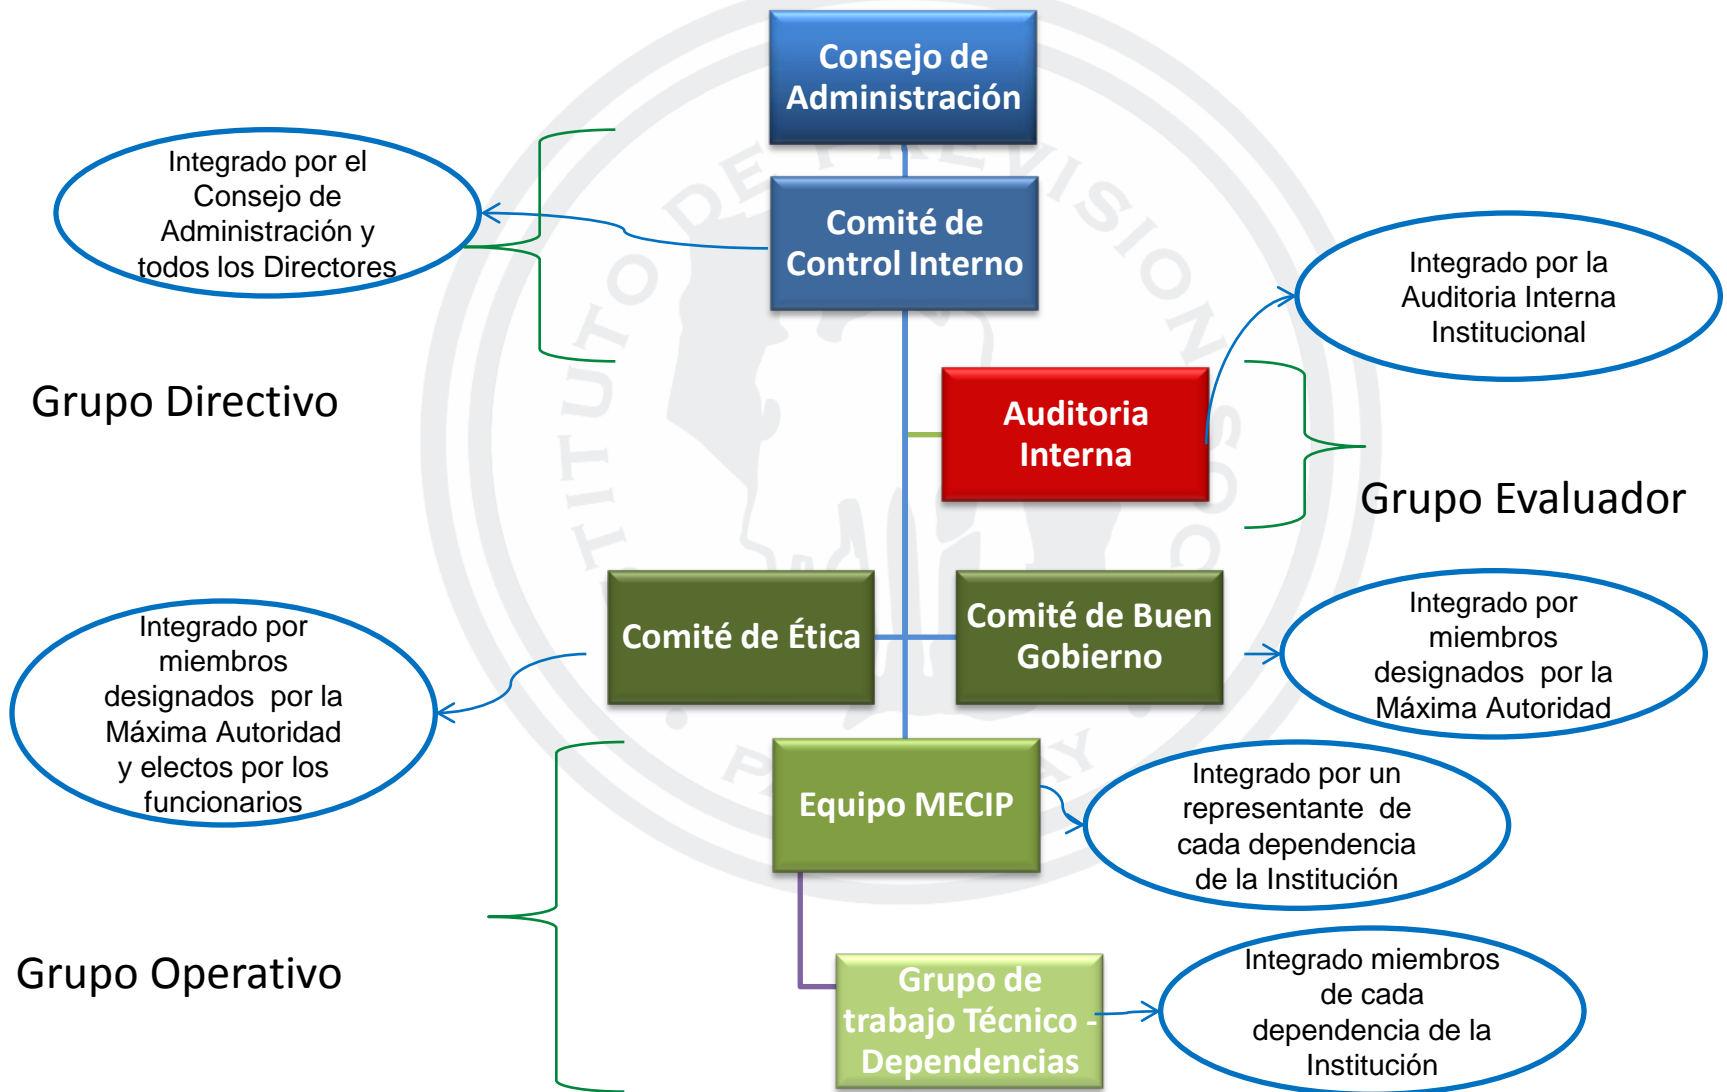 Consejo de
Administración
Integrado por el
Consejo de
Administración y
todos los Directores
Comité de
Control Interno
Integrado por la
Auditoria Interna
Institucional
Grupo Directivo
Auditoria
Interna
Grupo Evaluador
Comité de Ética
Comité de Buen
Gobierno
Integrado por
miembros
designados por la
Máxima Autoridad
Integrado por
miembros
designados por la
Máxima Autoridad
y electos por los
funcionarios
Equipo MECIP
Integrado por un
representante de
cada dependencia
de la Institución
Grupo Operativo
Grupo de
trabajo Técnico -
Dependencias
Integrado miembros
de cada
dependencia de la
Institución
DE PREVISION